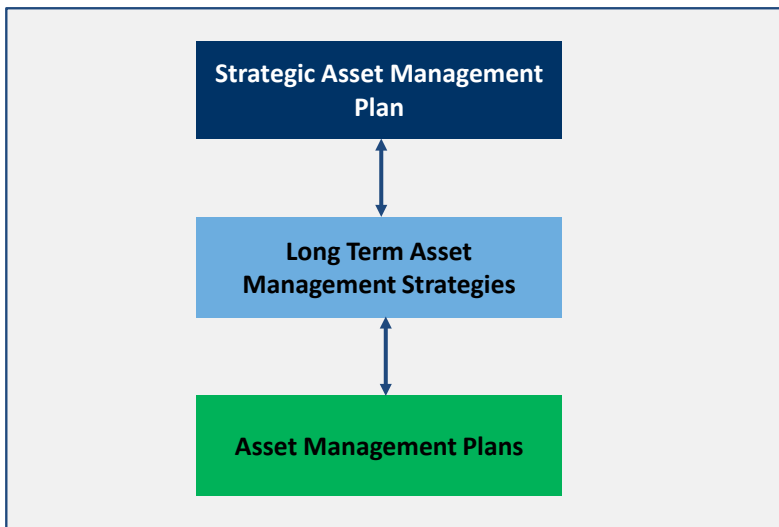 Strategic Asset Management
Plan
Long Term Asset
Management Strategies
Asset Management Plans